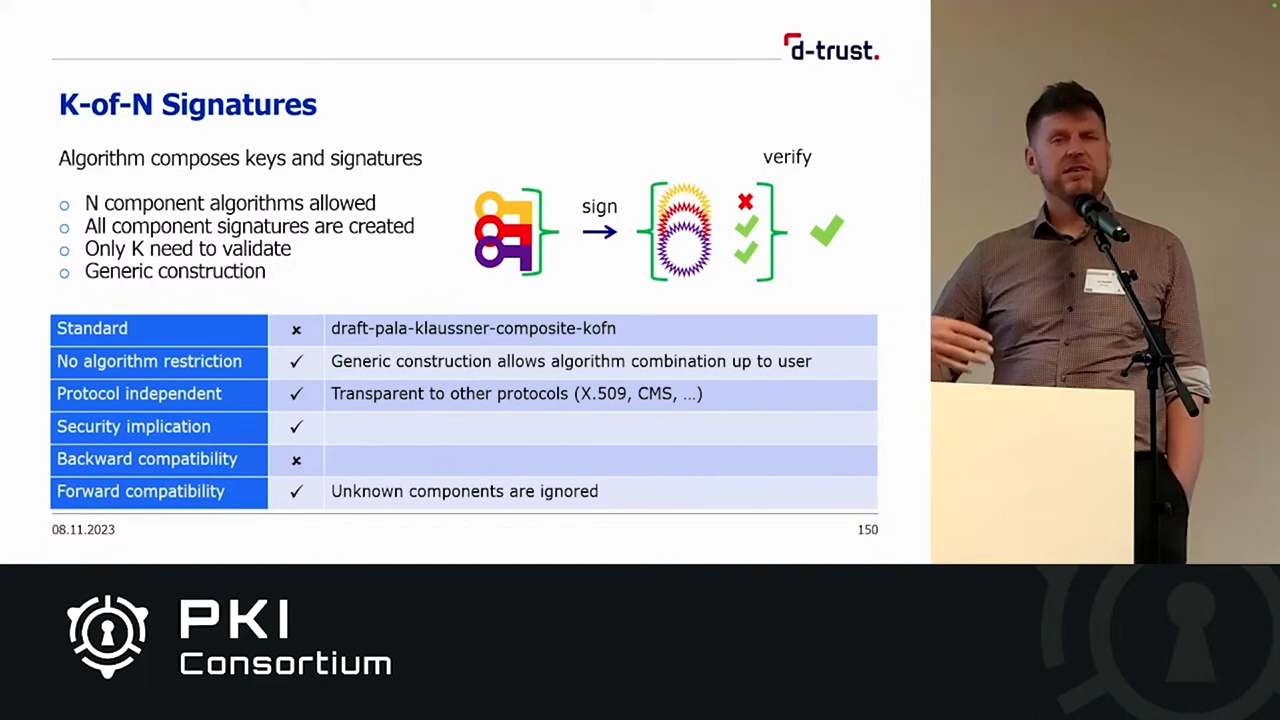 d-trust.
K-of-N Signatures
Algorithm composes keys and signatures
N component algorithms allowed
All component signatures are created
Only K need to validate
Generic construction
sign
verify
Standard × draft-pala-klaussner-composite-kofn
No algorithm restriction ✓ Generic construction allows algorithm combination up to user
Protocol independent ✓ Transparent to other protocols (X.509, CMS, …)
Security implication ✓
Backward compatibility ×
Forward compatibility ✓ Unknown components are ignored
08.11.2023
150
PKI
Consortium